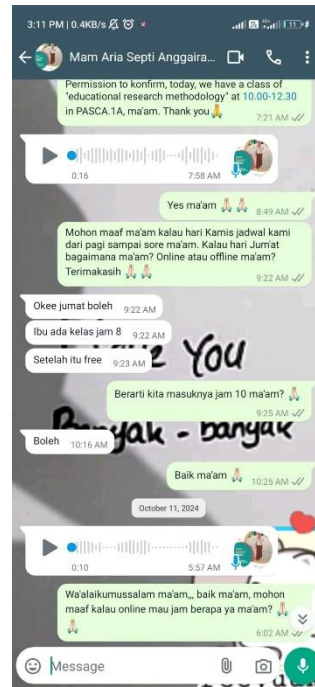 3:11 PM | 0.4KB/s
Mam Aria Septi Anggaira...
Permission to konfirm, today, we have a class of
"educational research methodology" at 10.00-12.30
in PASCA.1A, ma'am. Thank you🙏
7:21 AM
0:16
7:58 AM
Yes ma'am 🙏🏻 🙏🏻
8:49 AM
Mohon maaf ma'am kalau hari Kamis jadwal kami
dari pagi sampai sore ma'am. Kalau hari Jum'at
bagaimana ma'am? Online atau offline ma'am?
Terimakasih 🙏🏻 🙏🏻
9:22 AM
Okee jumat boleh
9:22 AM
Ibu ada kelas jam 8
9:22 AM
Setelah itu free
9:23 AM
You
Berarti kita masuknya jam 10 ma'am? 🙏🏻
9:25 AM
Banyak - banyak
Boleh
10:16 AM
Baik ma'am 🙏🏻
10:25 AM
October 11, 2024
0:10
5:57 AM
Wa'alaikumussalam ma'am,,, baik ma'am, mohon
maaf kalau online mau jam berapa ya ma'am? 🙏🏻
🙏🏻
6:02 AM
Message